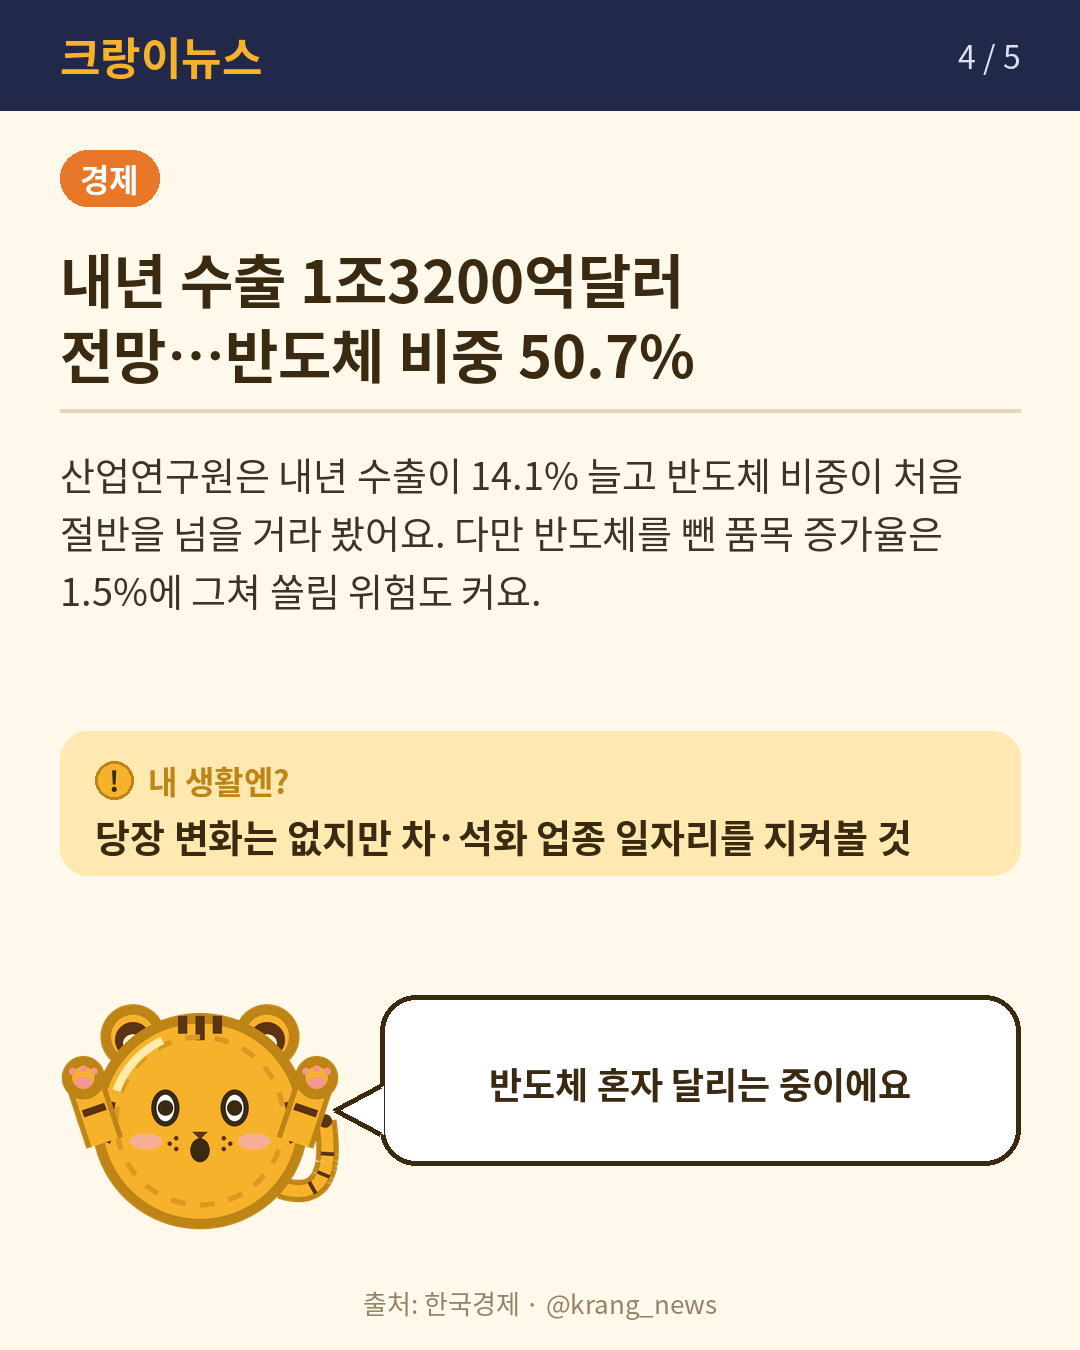 크랑이뉴스
4 / 5
경제
내년 수출 1조3200억달러
전망…반도체 비중 50.7%
산업연구원은 내년 수출이 14.1% 늘고 반도체 비중이 처음
절반을 넘을 거라 봤어요. 다만 반도체를 뺀 품목 증가율은
1.5%에 그쳐 쏠림 위험도 커요.
! 내 생활엔?
당장 변화는 없지만 차·석화 업종 일자리를 지켜볼 것
반도체 혼자 달리는 중이에요
출처: 한국경제 · @krang_news